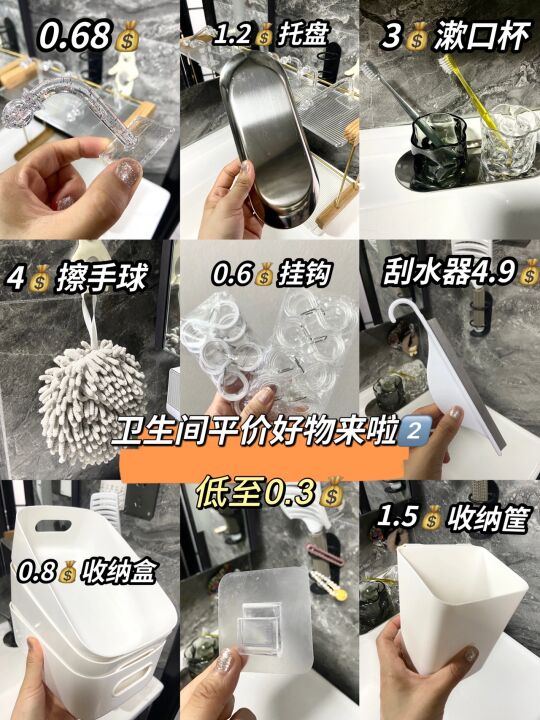 0.68💰
1.2💰托盘
3💰漱口杯
4💰擦手球
0.6💰挂钩
刮水器4.9💰
卫生间平价好物来啦2️⃣
低至0.3💰
0.8💰收纳盒
1.5💰收纳筐